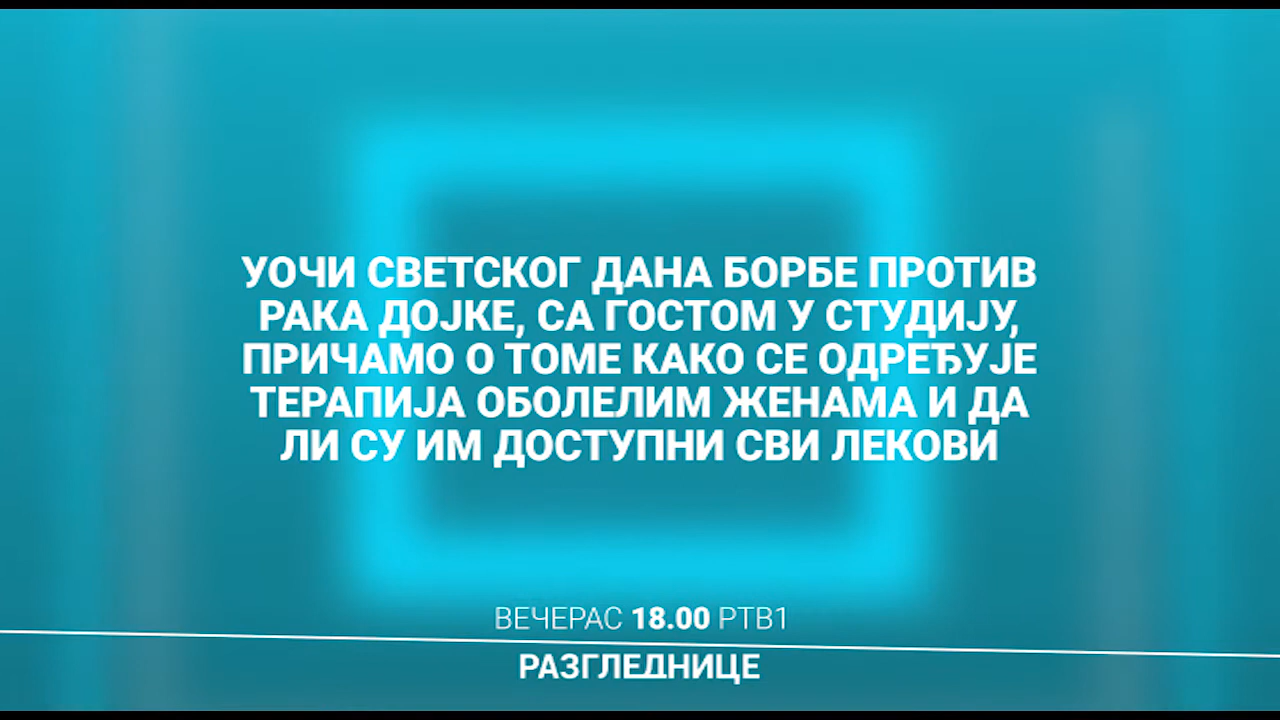 УОЧИ СВЕТСКОГ ДАНА БОРБЕ ПРОТИВ
РАКА ДОЈКЕ, СА ГОСТОМ У СТУДИЈУ,
ПРИЧАМО О ТОМЕ КАКО СЕ ОДРЕЂУЈЕ
ТЕРАПИЈА ОБОЛЕЛИМ ЖЕНАМА И ДА
ЛИ СУ ИМ ДОСТУПНИ СВИ ЛЕКОВИ
ВЕЧЕРАС 18.00 РТВ1
РАЗГЛЕДНИЦЕ